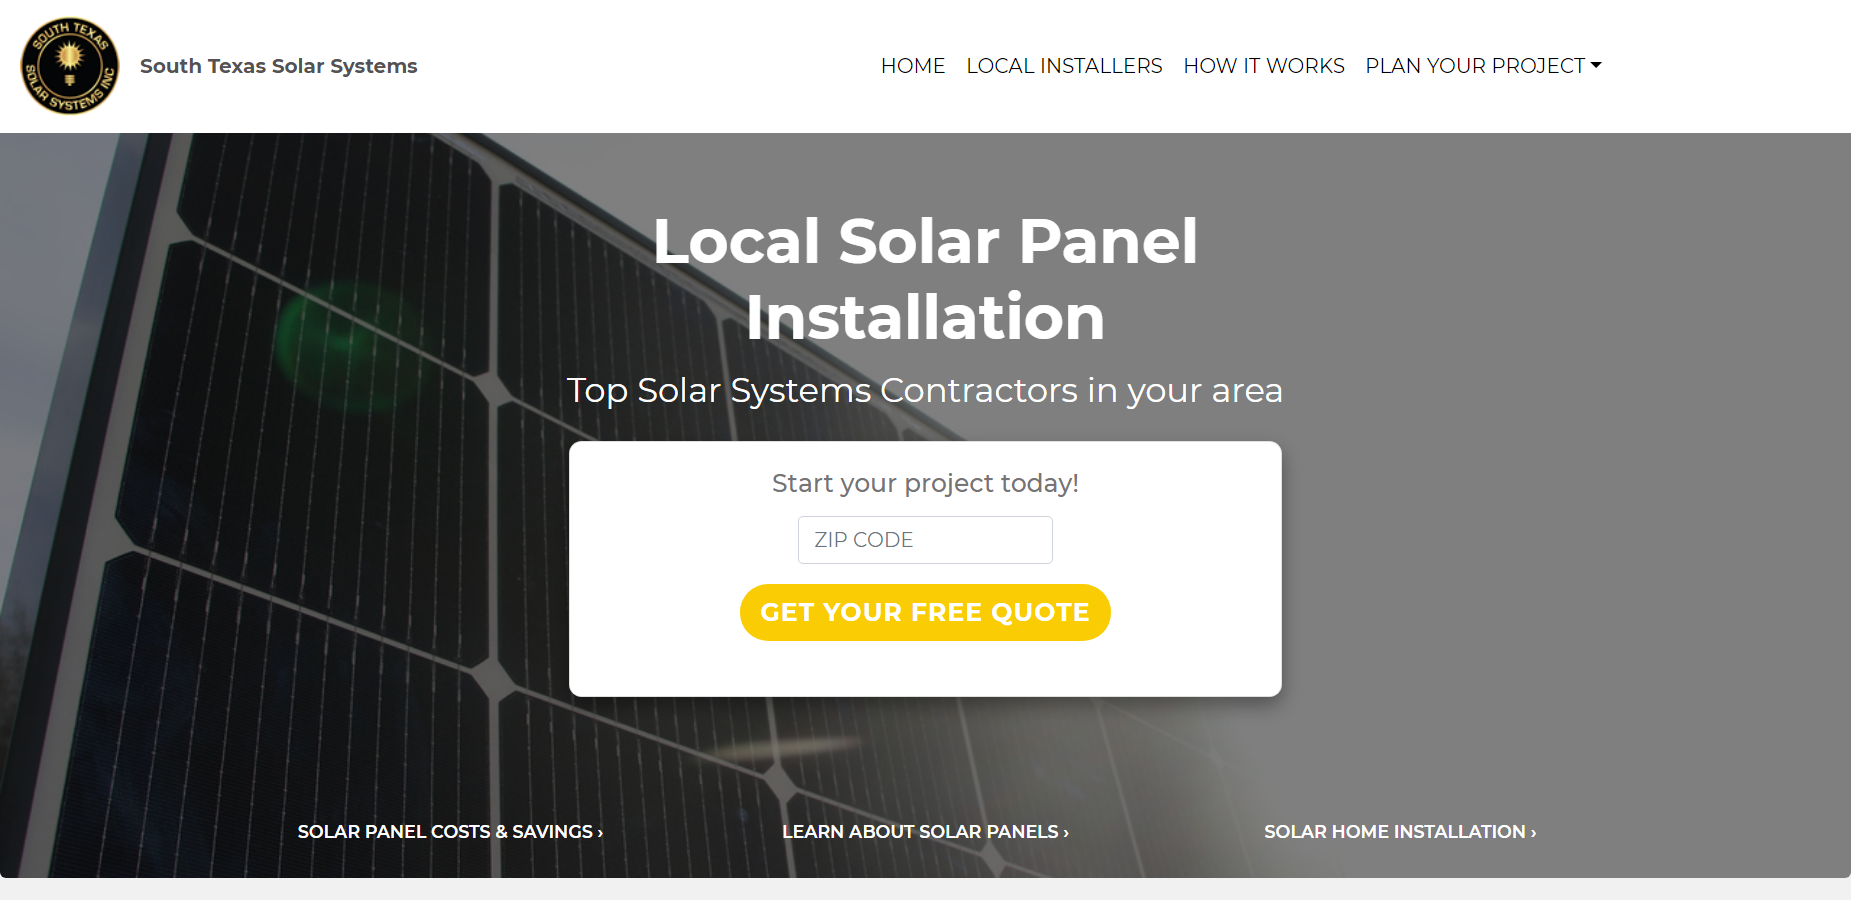 SOUTH TEXAS
SOLAR SYSTEMS INC
South Texas Solar Systems
HOME LOCAL INSTALLERS HOW IT WORKS PLAN YOUR PROJECT
Local Solar Panel
Installation
Top Solar Systems Contractors in your area
Start your project today!
ZIP CODE
GET YOUR FREE QUOTE
SOLAR PANEL COSTS & SAVINGS › LEARN ABOUT SOLAR PANELS › SOLAR HOME INSTALLATION ›